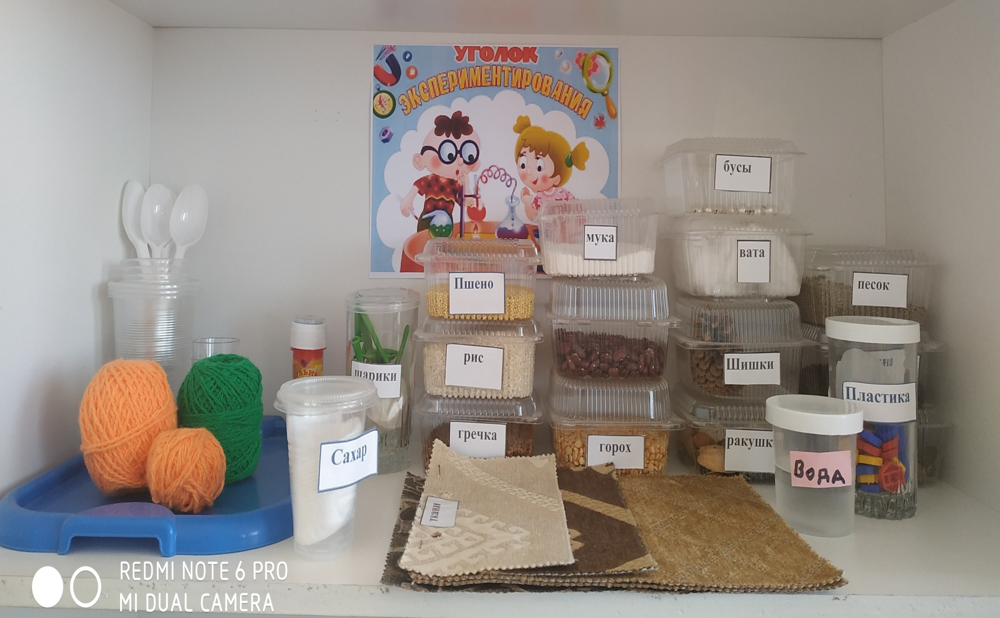 УГОЛОК
ЭКСПЕРИМЕНТИРОВАНИЯ
бусы
мука
вата
Пшено
песок
рис
шарики
Шишки
Пластика
гречка
горох
ракушк
Сахар
Вода
ткани
REDMI NOTE 6 PRO
MI DUAL CAMERA